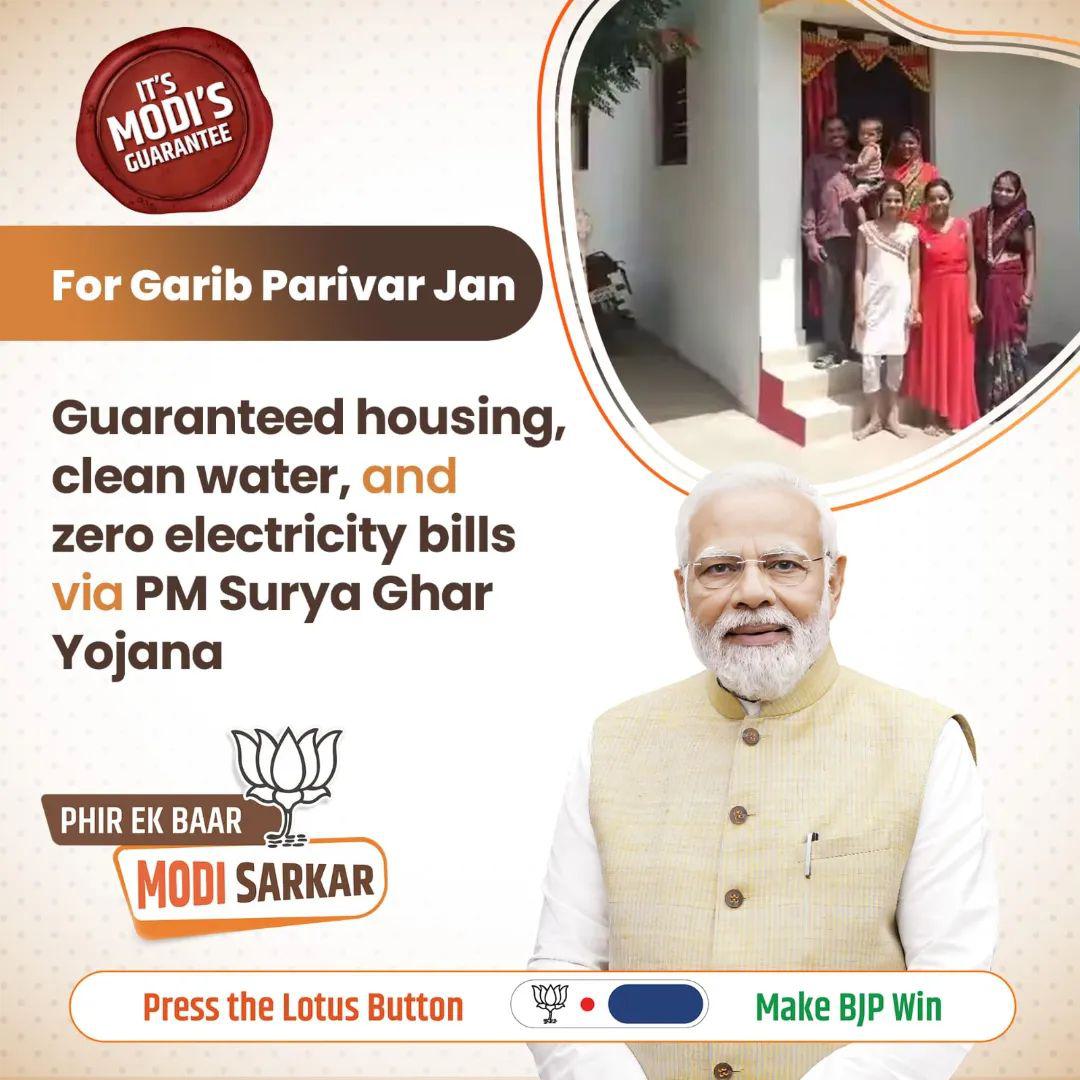 IT'S
MODI'S
GUARANTEE
For Garib Parivar Jan
Guaranteed housing,
clean water, and
zero electricity bills
via PM Surya Ghar
Yojana
PHIR EK BAAR
MODI SARKAR
Press the Lotus Button
Make BJP Win